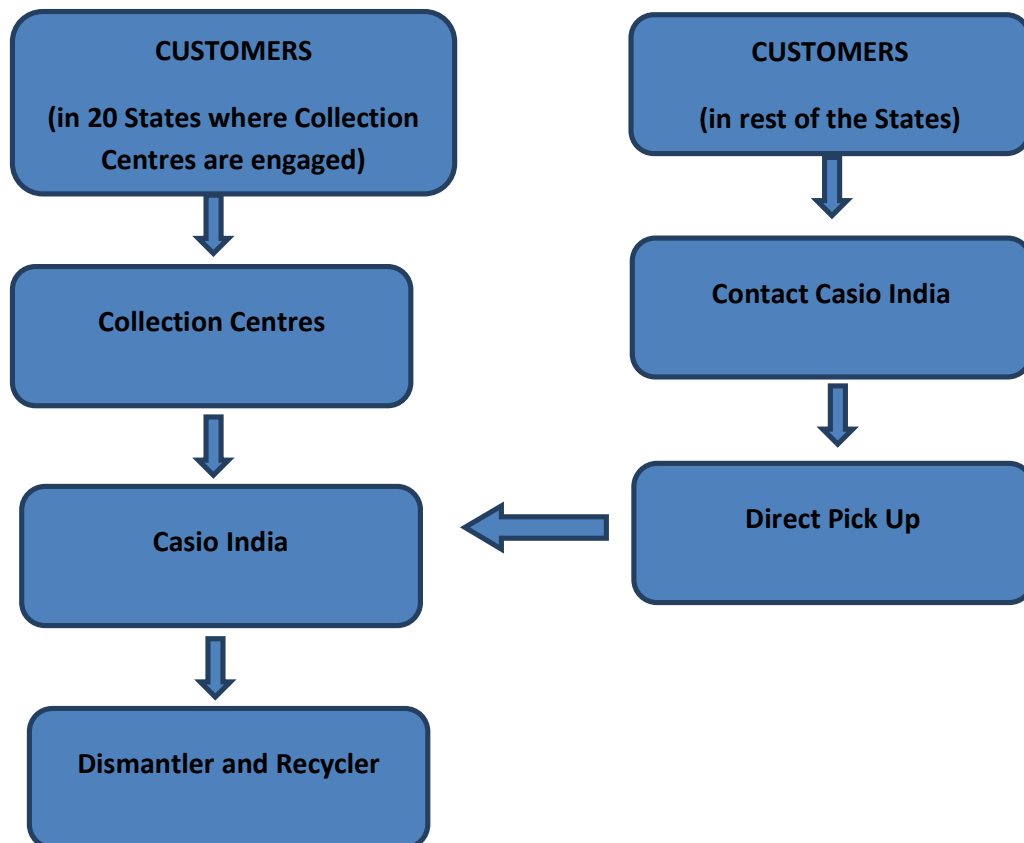 CUSTOMERS
(in 20 States where Collection
Centres are engaged)
Collection Centres
Casio India
Dismantler and Recycler
CUSTOMERS
(in rest of the States)
Contact Casio India
Direct Pick Up